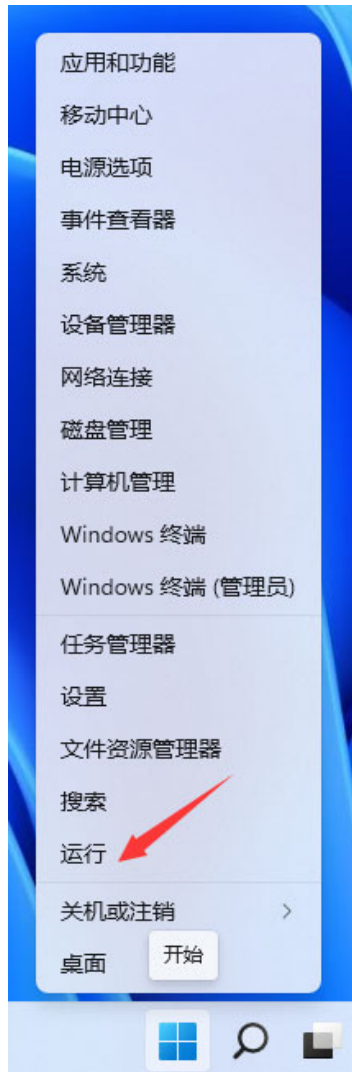 应用和功能
移动中心
电源选项
事件查看器
系统
设备管理器
网络连接
磁盘管理
计算机管理
Windows 终端
Windows 终端 (管理员)
任务管理器
设置
文件资源管理器
搜索
运行
关机或注销
桌面
开始